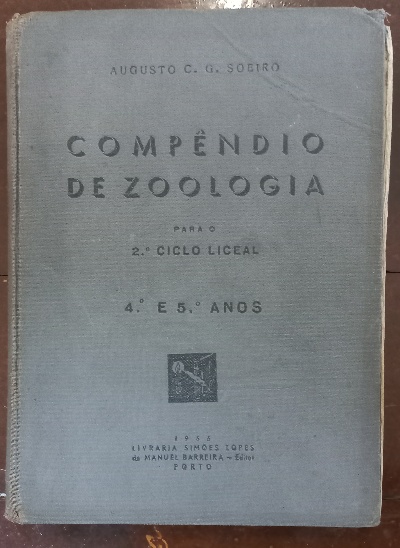 AUGUSTO C. G. SOEIRO
COMPÊNDIO
DE ZOOLOGIA
PARA O
2.º CICLO LICEAL
4.º E 5.º ANOS
LIVRARIA SIMÕES LOPES
de MANUEL BARREIRA — Editor
PORTO